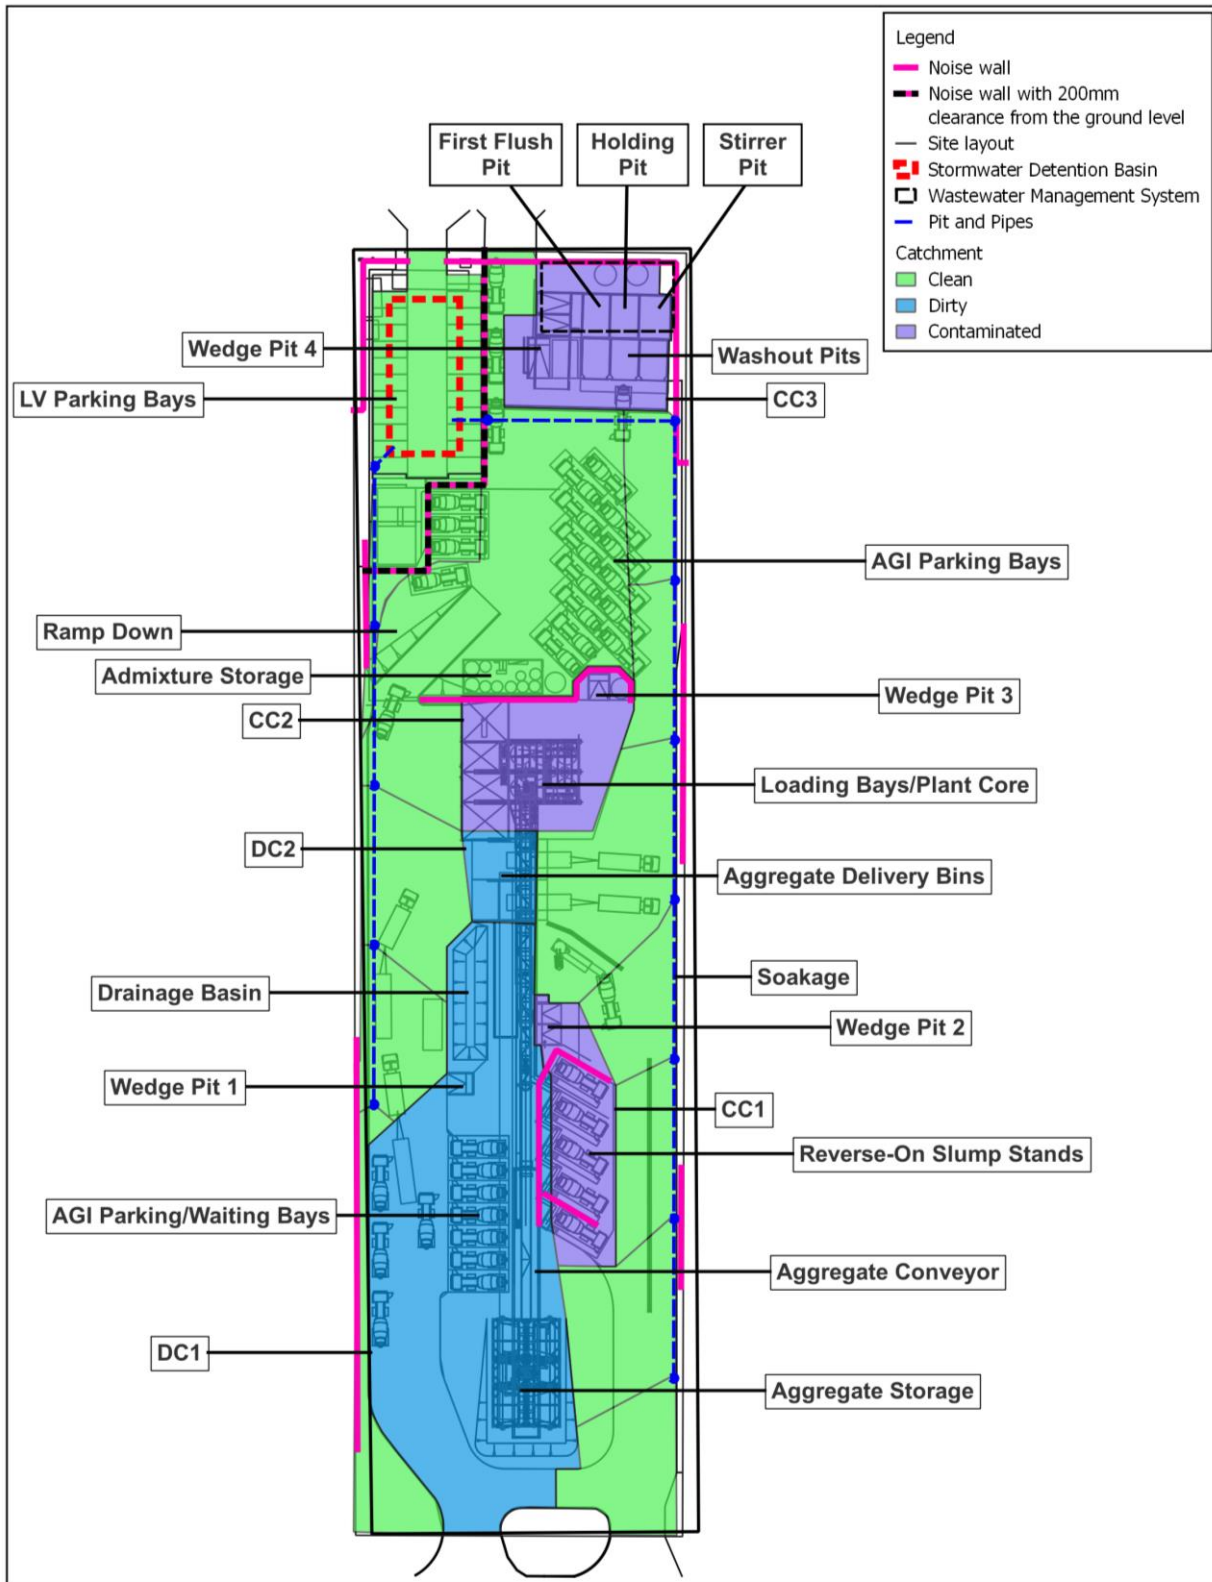 Legend
Noise wall
Noise wall with 200mm
clearance from the ground level
Site layout
Stormwater Detention Basin
Wastewater Management System
Pit and Pipes
Catchment
Clean
Dirty
Contaminated
First Flush
Pit
Holding
Pit
Stirrer
Pit
Wedge Pit 4
Washout Pits
LV Parking Bays
CC3
AGI Parking Bays
Ramp Down
Admixture Storage
Wedge Pit 3
CC2
Loading Bays/Plant Core
DC2
Aggregate Delivery Bins
Drainage Basin
Soakage
Wedge Pit 2
Wedge Pit 1
CC1
Reverse-On Slump Stands
AGI Parking/Waiting Bays
Aggregate Conveyor
DC1
Aggregate Storage